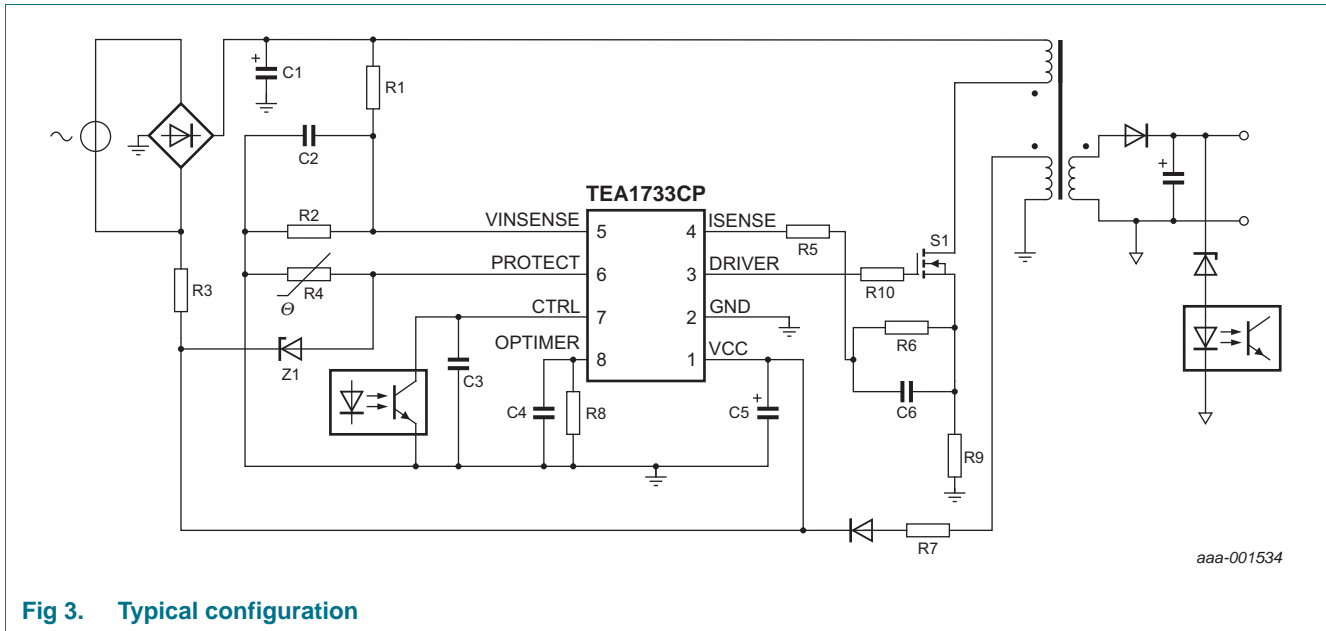 C1
R1
C2
TEA1733CP
R2
VINSENSE
5
4
ISENSE
R5
S1
R3
R4
Θ
PROTECT
6
3
DRIVER
R10
CTRL
7
2
GND
R6
Z1
OPTIMER
8
1
VCC
C3
C4
R8
C5
C6
R9
R7
aaa-001534
Fig 3. Typical configuration